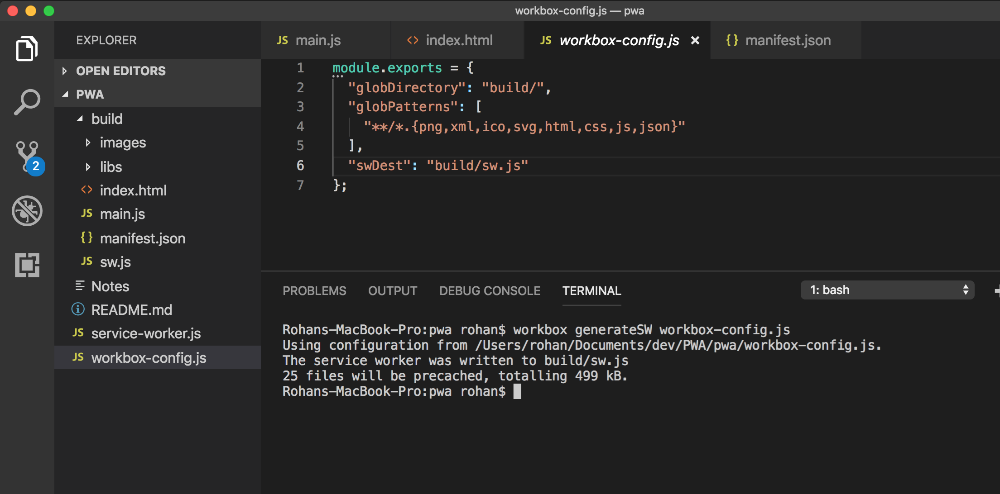 workbox-config.js — pwa
EXPLORER
OPEN EDITORS
PWA
build
images
libs
index.html
JS main.js
{ } manifest.json
JS sw.js
Notes
README.md
JS service-worker.js
JS workbox-config.js
2
JS main.js
<> index.html
JS workbox-config.js ×
{ } manifest.json
1 module.exports = {
2 "globDirectory": "build/",
3 "globPatterns": [
4 "**/*.{png,xml,ico,svg,html,css,js,json}"
5 ],
6 "swDest": "build/sw.js"
7 };
PROBLEMS OUTPUT DEBUG CONSOLE TERMINAL
1: bash
Rohans-MacBook-Pro:pwa rohan$ workbox generateSW workbox-config.js
Using configuration from /Users/rohan/Documents/dev/PWA/pwa/workbox-config.js.
The service worker was written to build/sw.js
25 files will be precached, totalling 499 kB.
Rohans-MacBook-Pro:pwa rohan$